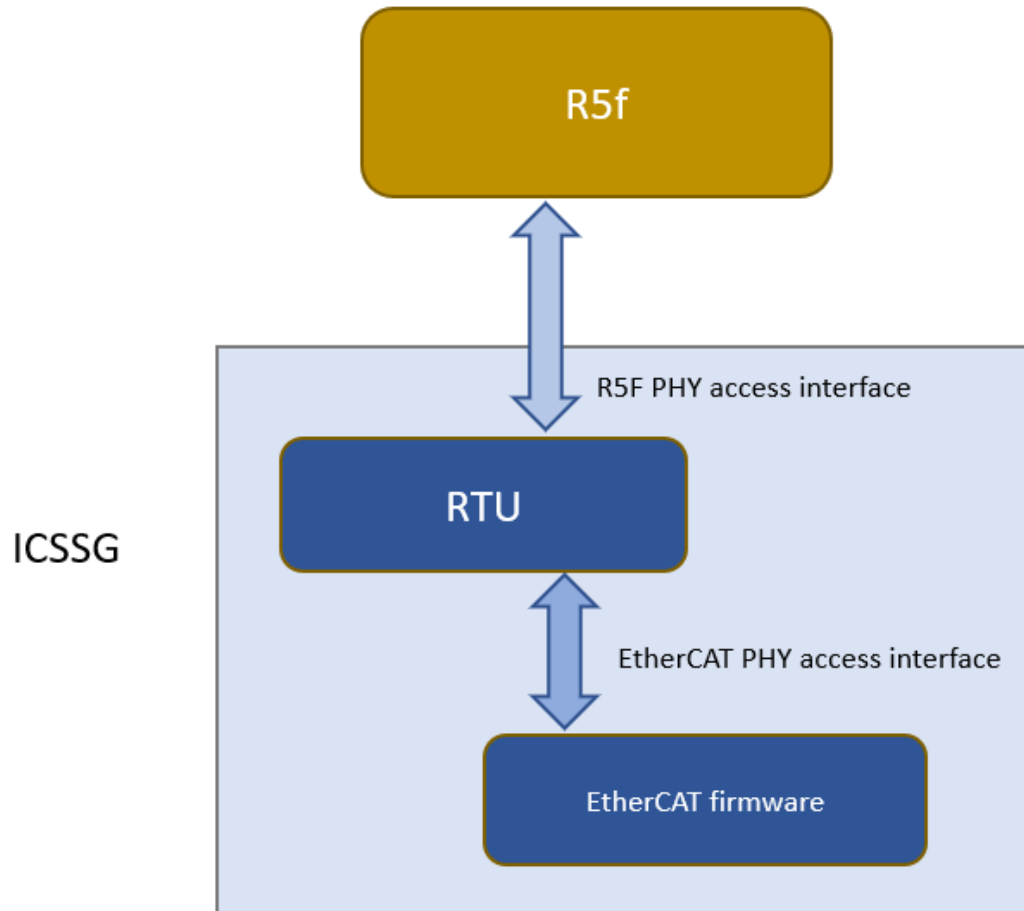 R5f
R5F PHY access interface
RTU
ICSSG
EtherCAT PHY access interface
EtherCAT firmware